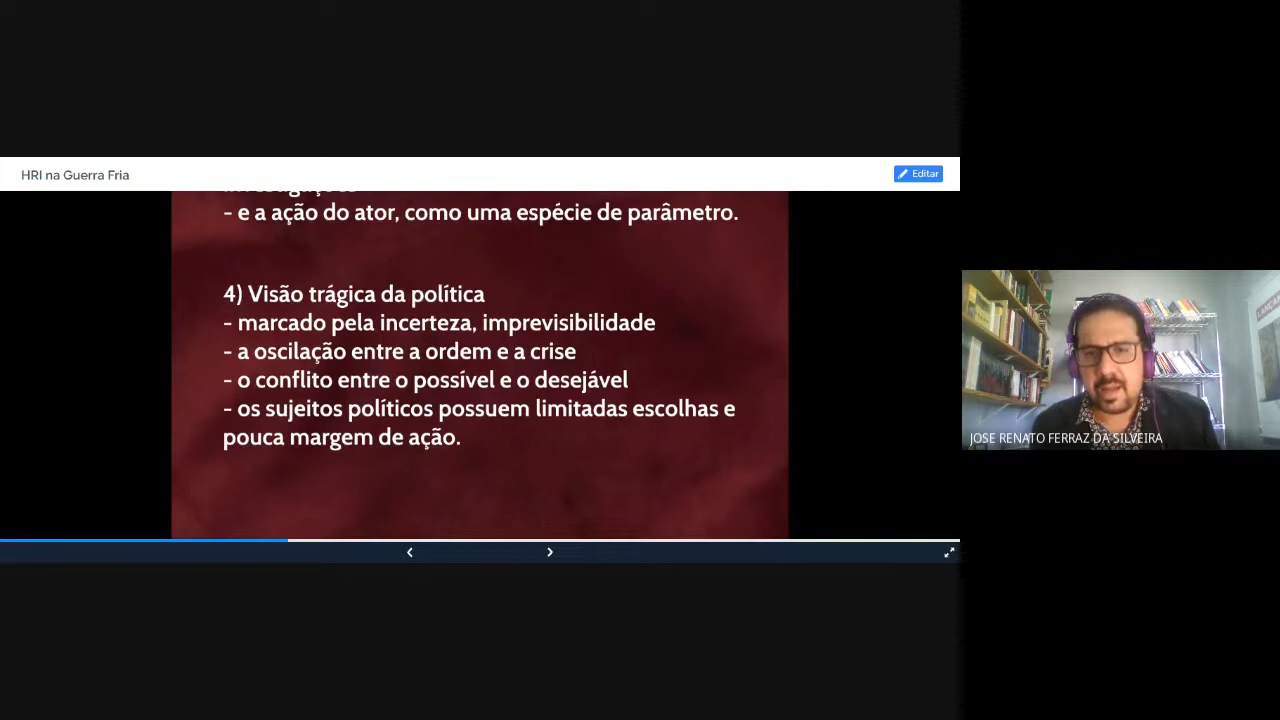 HRI na Guerra Fria
Editar
- e a ação do ator, como uma espécie de parâmetro.
4) Visão trágica da política
- marcado pela incerteza, imprevisibilidade
- a oscilação entre a ordem e a crise
- o conflito entre o possível e o desejável
- os sujeitos políticos possuem limitadas escolhas e
pouca margem de ação.
JOSE RENATO FERRAZ DA SILVEIRA